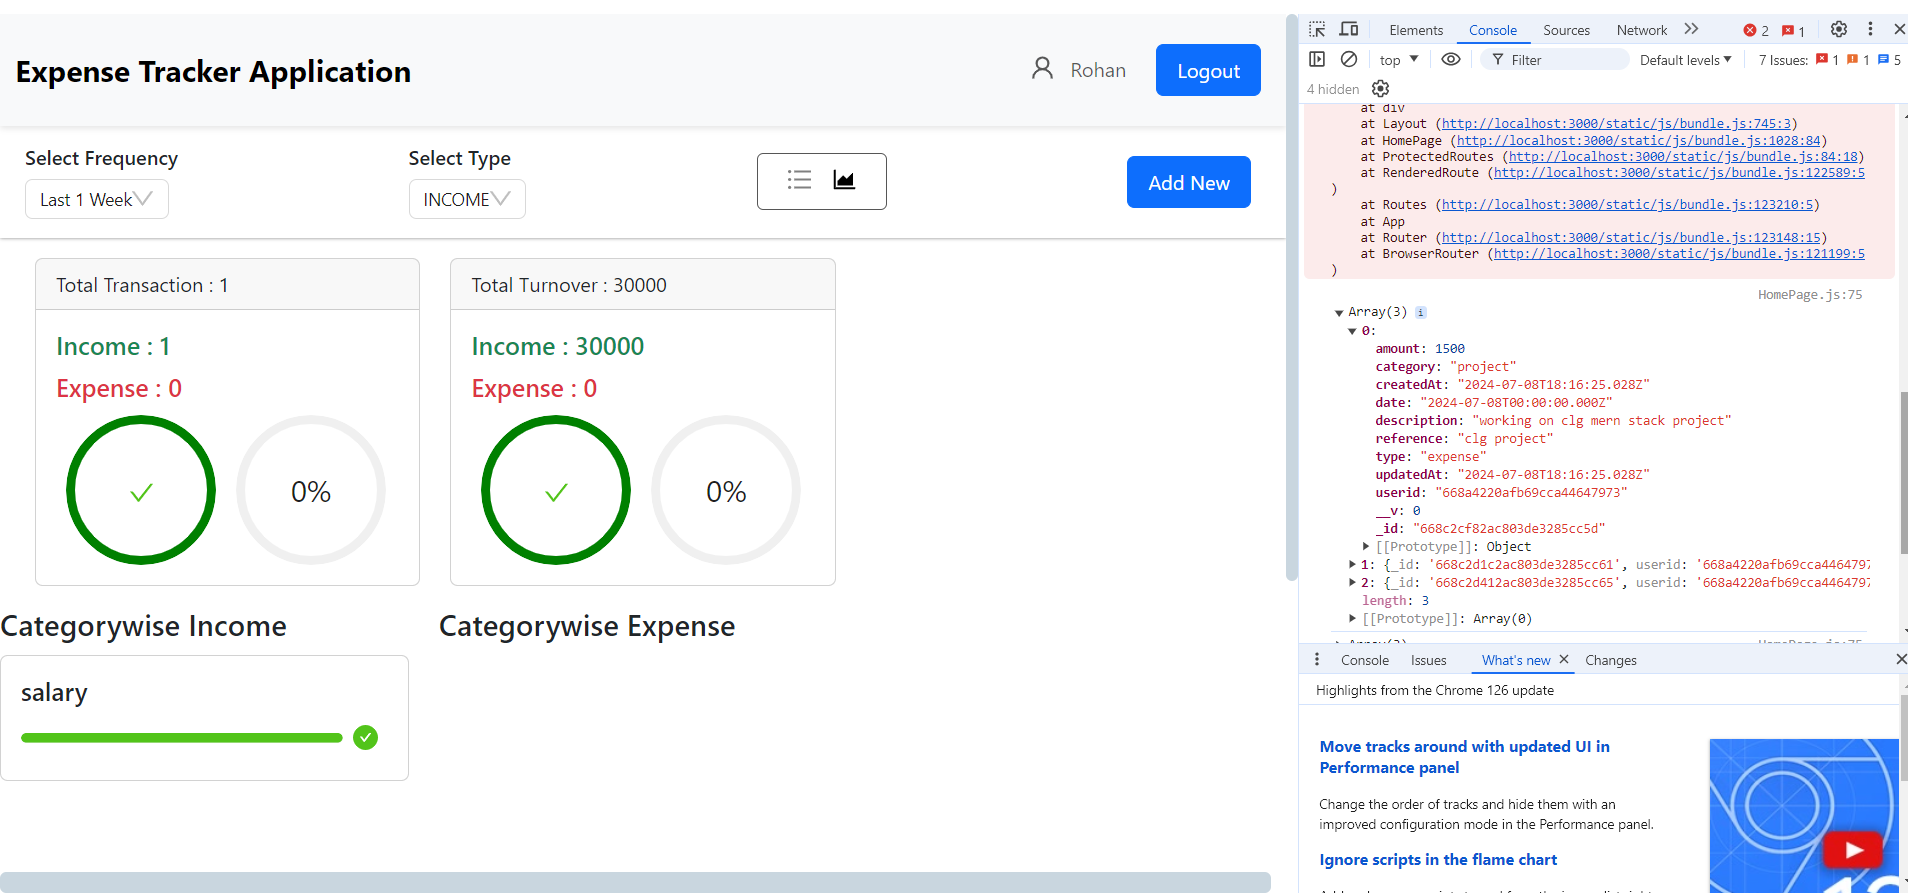 Expense Tracker Application
Rohan
Logout
Select Frequency
Last 1 Week
Select Type
INCOME
Add New
Total Transaction : 1
Income : 1
Expense : 0
0%
Total Turnover : 30000
Income : 30000
Expense : 0
0%
Categorywise Income
Categorywise Expense
salary
Elements
Console
Sources
Network
2
1
top
Filter
Default levels
7 Issues:
1
1
5
4 hidden
at div
at Layout (http://localhost:3000/static/js/bundle.js:745:3)
at HomePage (http://localhost:3000/static/js/bundle.js:1028:84)
at ProtectedRoutes (http://localhost:3000/static/js/bundle.js:84:18)
at RenderedRoute (http://localhost:3000/static/js/bundle.js:122589:5
)
at Routes (http://localhost:3000/static/js/bundle.js:123210:5)
at App
at Router (http://localhost:3000/static/js/bundle.js:123148:15)
at BrowserRouter (http://localhost:3000/static/js/bundle.js:121199:5
)
HomePage.js:75
Array(3) i
0:
amount: 1500
category: "project"
createdAt: "2024-07-08T18:16:25.028Z"
date: "2024-07-08T00:00:00.000Z"
description: "working on clg mern stack project"
reference: "clg project"
type: "expense"
updatedAt: "2024-07-08T18:16:25.028Z"
userid: "668a4220afb69cca44647973"
__v: 0
_id: "668c2cf82ac803de3285cc5d"
[[Prototype]]: Object
1: {_id: '668c2d1c2ac803de3285cc61', userid: '668a4220afb69cca4464797
2: {_id: '668c2d412ac803de3285cc65', userid: '668a4220afb69cca4464797
length: 3
[[Prototype]]: Array(0)
Console
Issues
What's new
Changes
Highlights from the Chrome 126 update
Move tracks around with updated UI in
Performance panel
Change the order of tracks and hide them with an
improved configuration mode in the Performance panel.
Ignore scripts in the flame chart